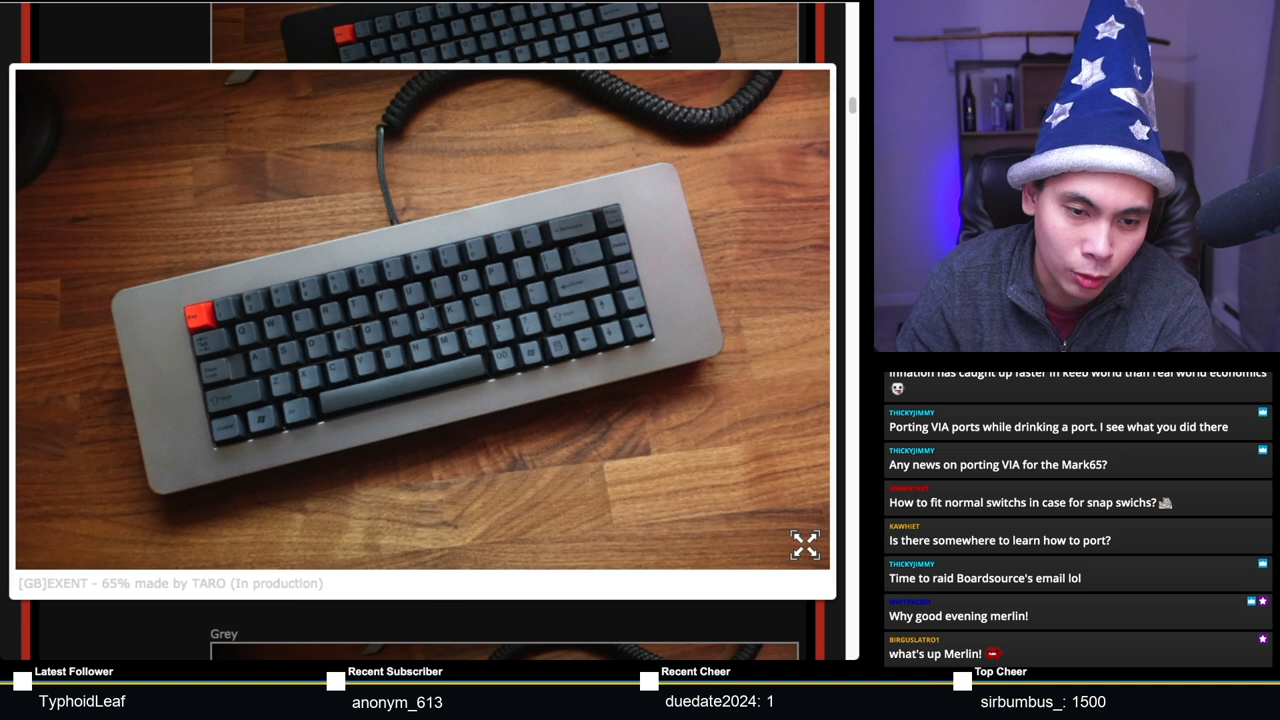 [GB]EXENT - 65% made by TARO (In production)
Grey
Inflation has caught up faster in keeb world than real world economics
THICKYJIMMY
Porting VIA ports while drinking a port. I see what you did there
THICKYJIMMY
Any news on porting VIA for the Mark65?
How to fit normal switchs in case for snap swichs?
KAWHIET
Is there somewhere to learn how to port?
THICKYJIMMY
Time to raid Boardsource's email lol
Why good evening merlin!
BIRGUSLATRO1
what's up Merlin!
Latest Follower
TyphoidLeaf
Recent Subscriber
anonym_613
Recent Cheer
duedate2024: 1
Top Cheer
sirbumbus_: 1500